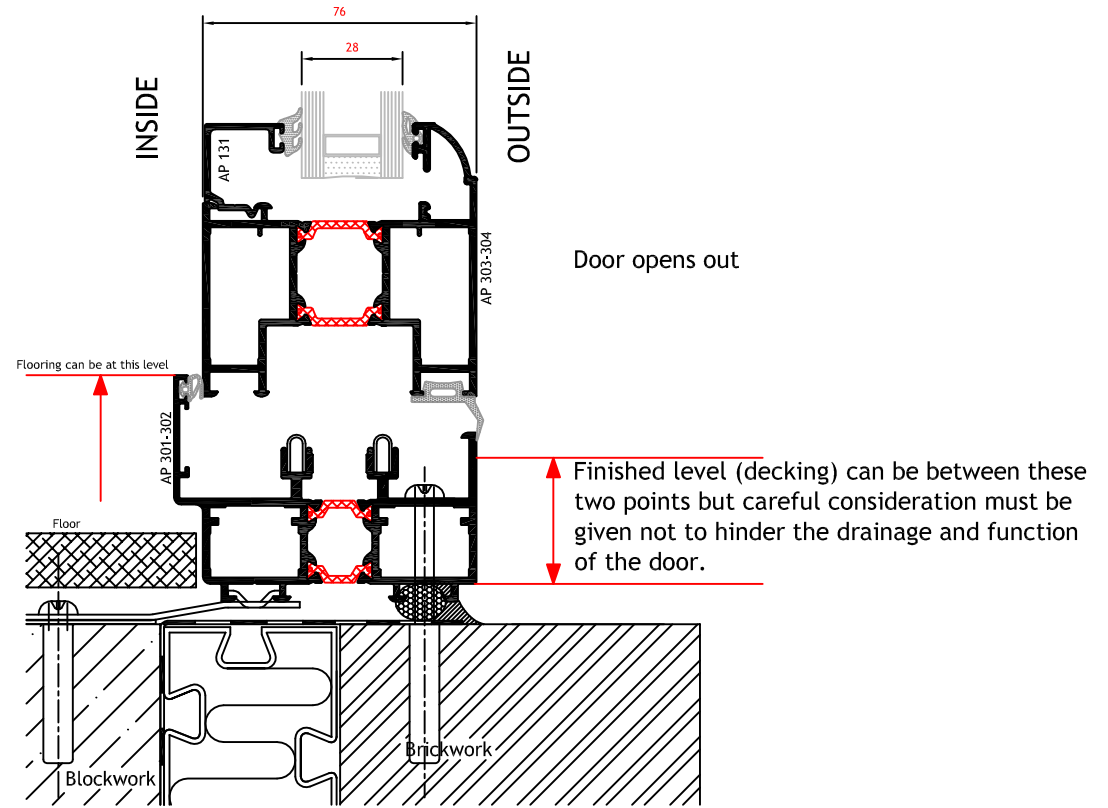 76
28
INSIDE
OUTSIDE
AP 131
AP 303-304
Door opens out
Flooring can be at this level
AP 301-302
Finished level (decking) can be between these
two points but careful consideration must be
given not to hinder the drainage and function
of the door.
Floor
Brickwork
Blockwork